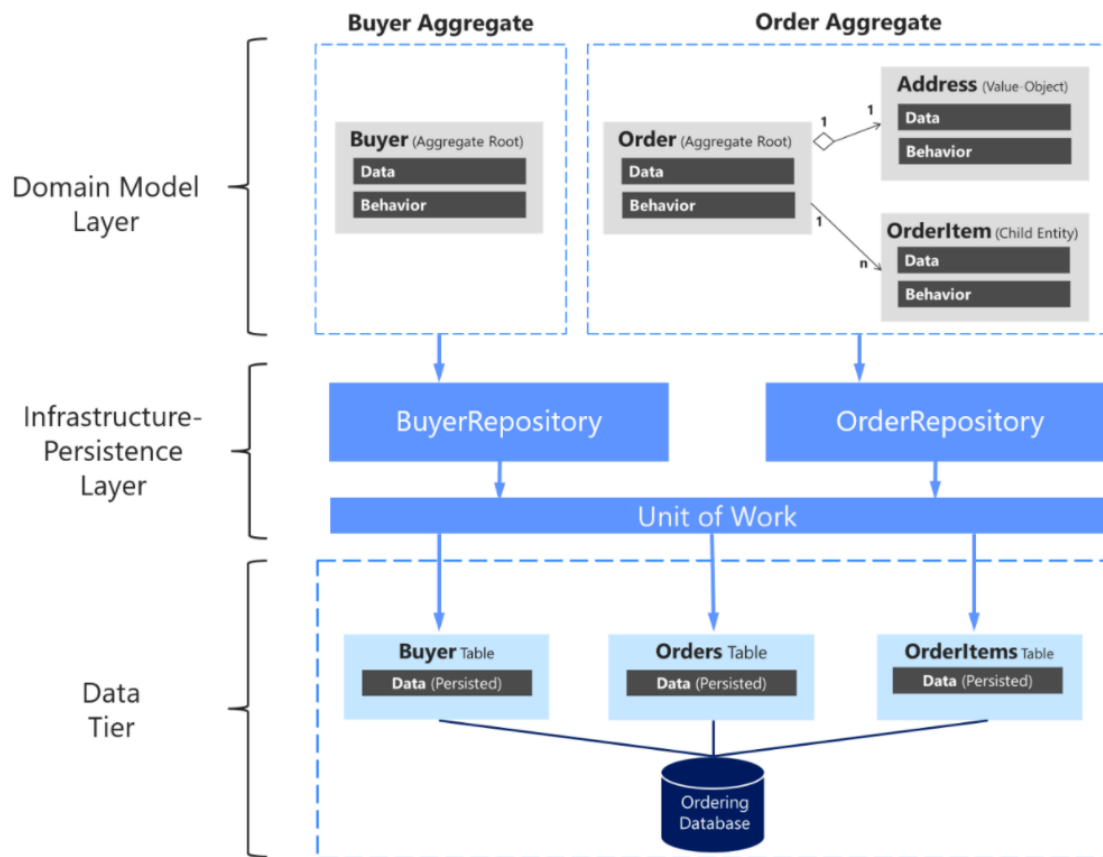 Buyer Aggregate
Order Aggregate
Domain Model
Layer
Buyer (Aggregate Root)
Data
Behavior
Order (Aggregate Root)
Data
Behavior
1
1
Address (Value-Object)
Data
Behavior
1
n
OrderItem (Child Entity)
Data
Behavior
Infrastructure-
Persistence
Layer
BuyerRepository
OrderRepository
Unit of Work
Data
Tier
Buyer Table
Data (Persisted)
Orders Table
Data (Persisted)
OrderItems Table
Data (Persisted)
Ordering
Database